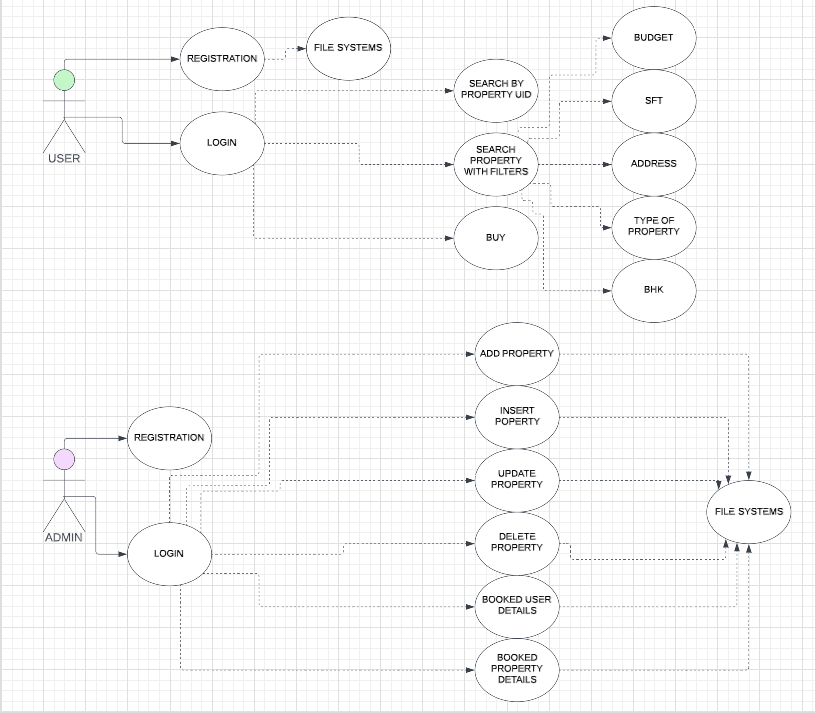 REGISTRATION
FILE SYSTEMS
USER
LOGIN
SEARCH BY
PROPERTY UID
SEARCH
PROPERTY
WITH FILTERS
BUY
BUDGET
SFT
ADDRESS
TYPE OF
PROPERTY
BHK
REGISTRATION
ADMIN
LOGIN
ADD PROPERTY
INSERT
POPERTY
UPDATE
PROPERTY
DELETE
PROPERTY
BOOKED USER
DETAILS
BOOKED
PROPERTY
DETAILS
FILE SYSTEMS